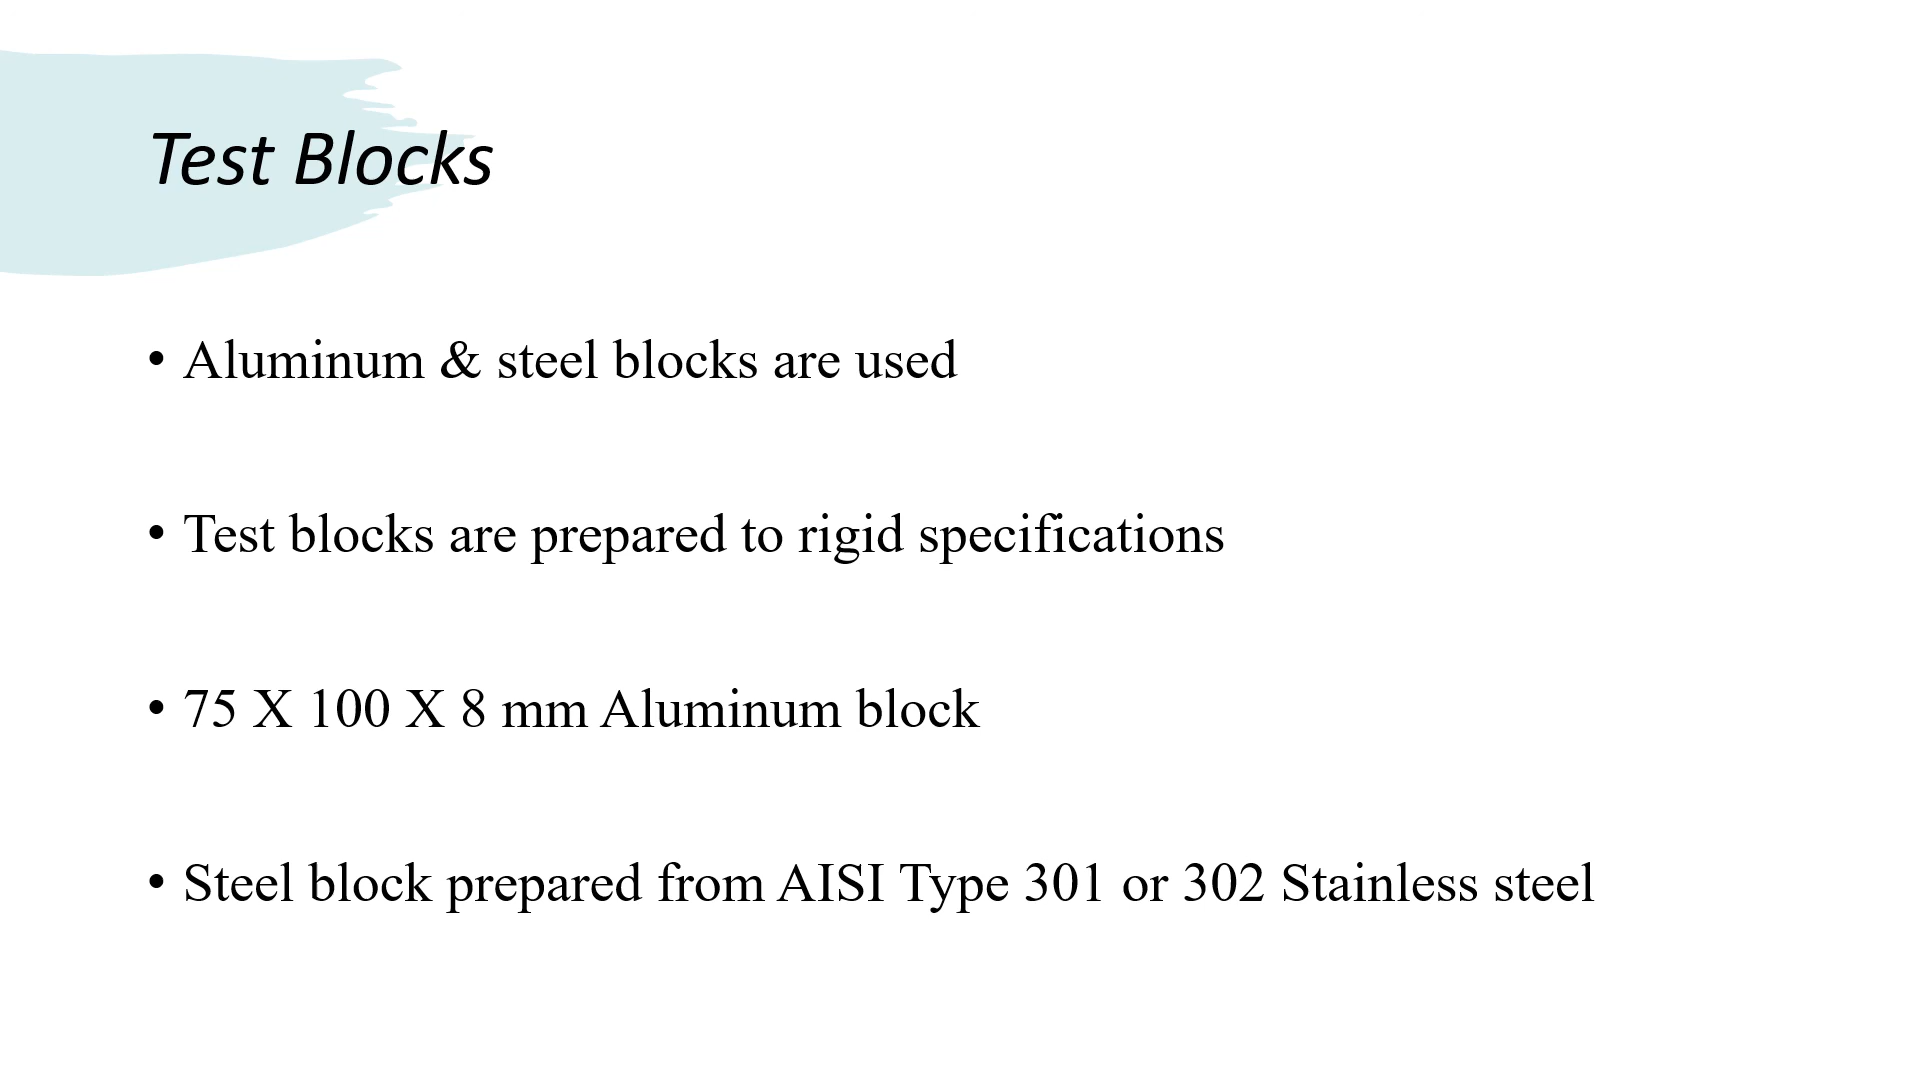 Test Blocks
• Aluminum & steel blocks are used
• Test blocks are prepared to rigid specifications
• 75 X 100 X 8 mm Aluminum block
• Steel block prepared from AISI Type 301 or 302 Stainless steel